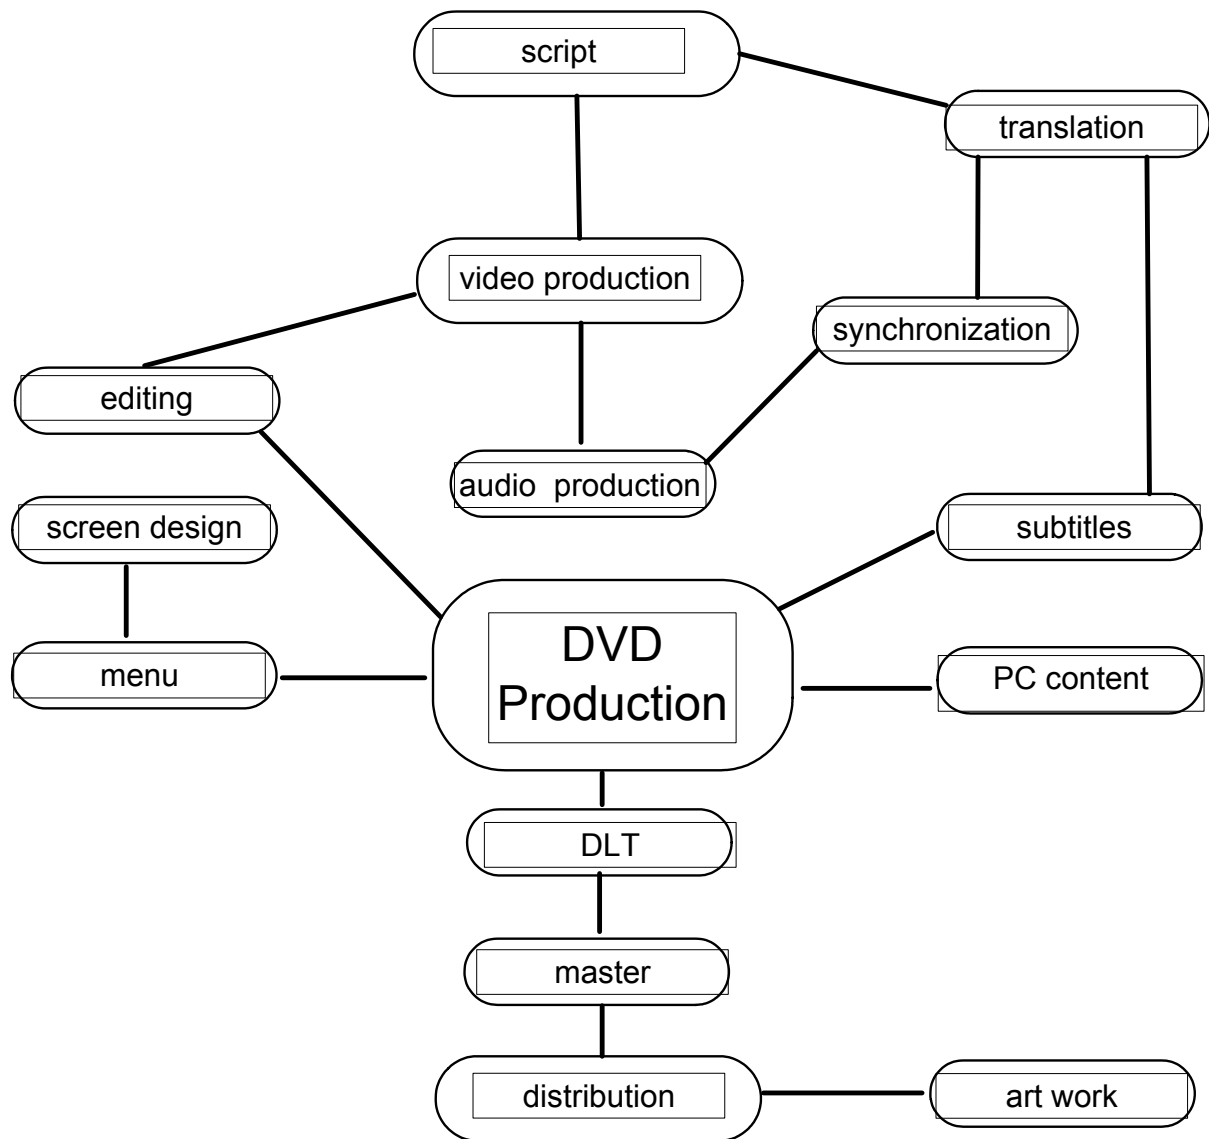 script
translation
video production
synchronization
editing
audio production
screen design
subtitles
DVD
Production
menu
PC content
DLT
master
distribution
art work